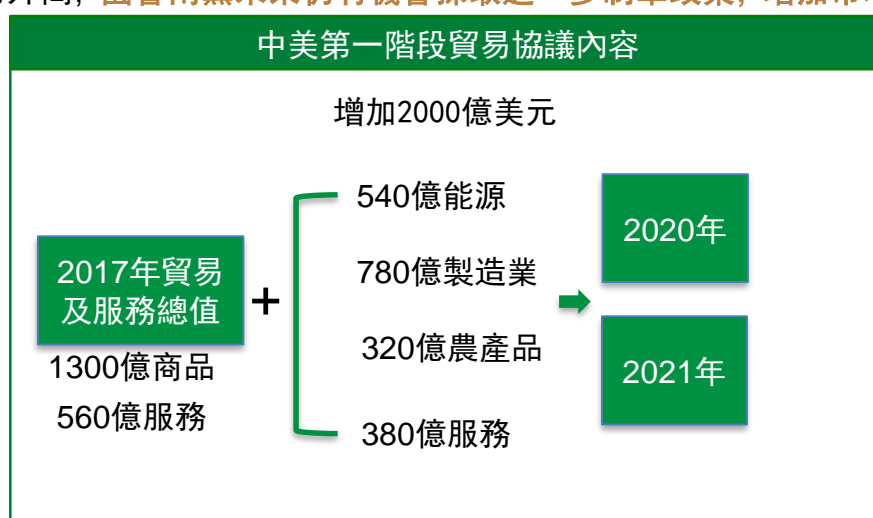 中美第一階段貿易協議內容
增加2000億美元
540億能源
780億製造業
320億農產品
380億服務
2017年貿易
及服務總值
+
1300億商品
560億服務
2020年
2021年